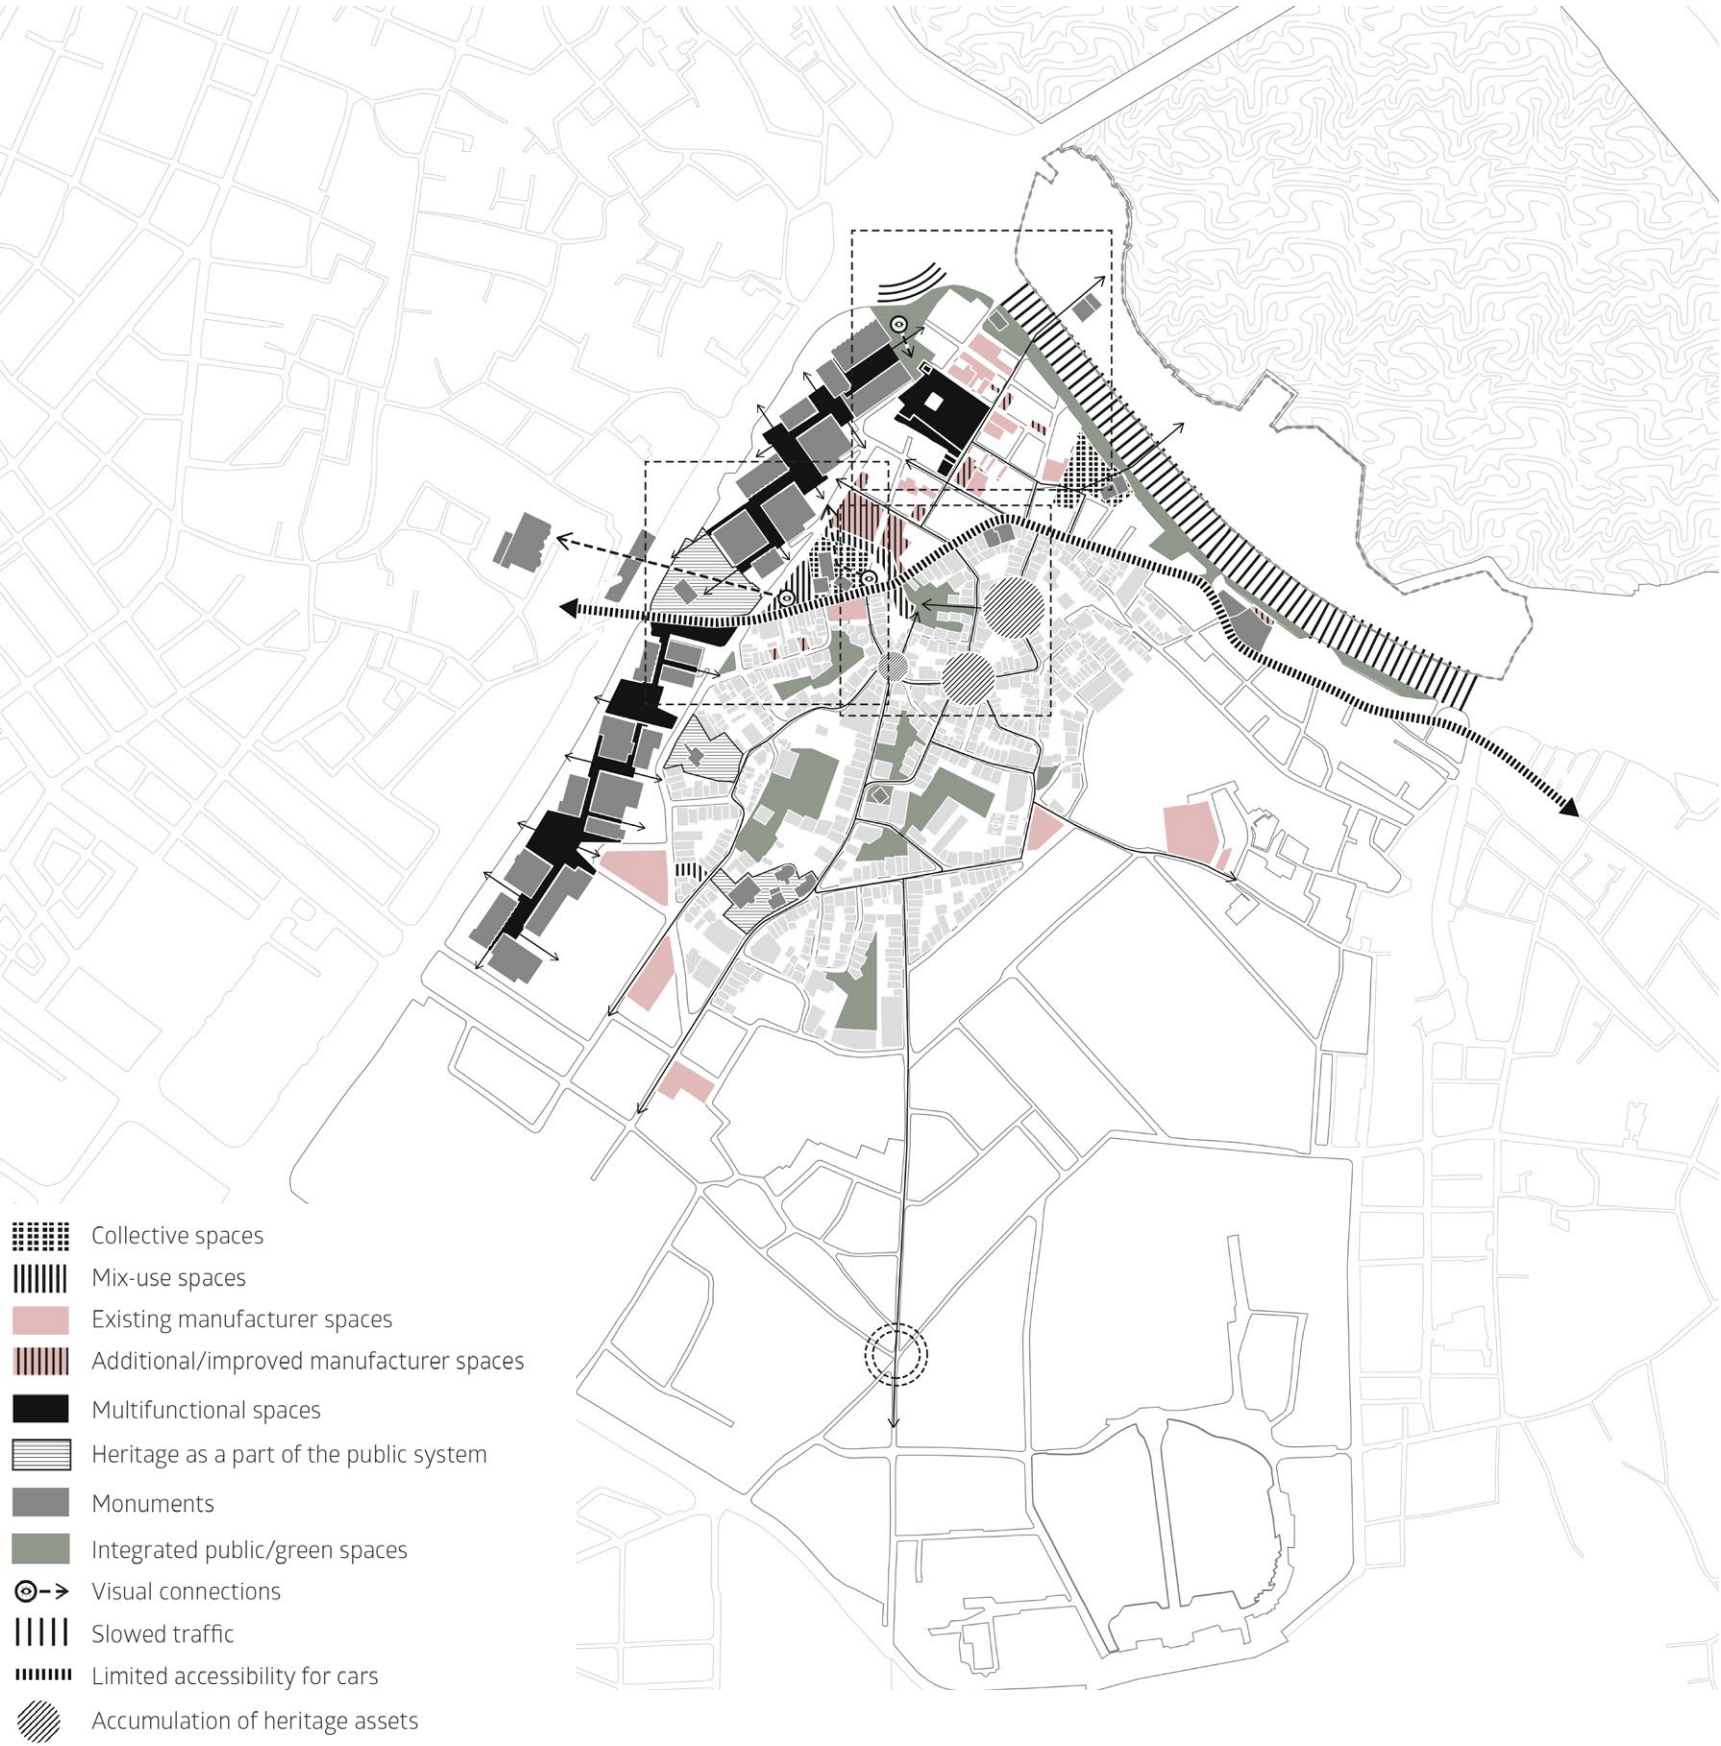 Collective spaces
Mix-use spaces
Existing manufacturer spaces
Additional/improved manufacturer spaces
Multifunctional spaces
Heritage as a part of the public system
Monuments
Integrated public/green spaces
Visual connections
Slowed traffic
Limited accessibility for cars
Accumulation of heritage assets